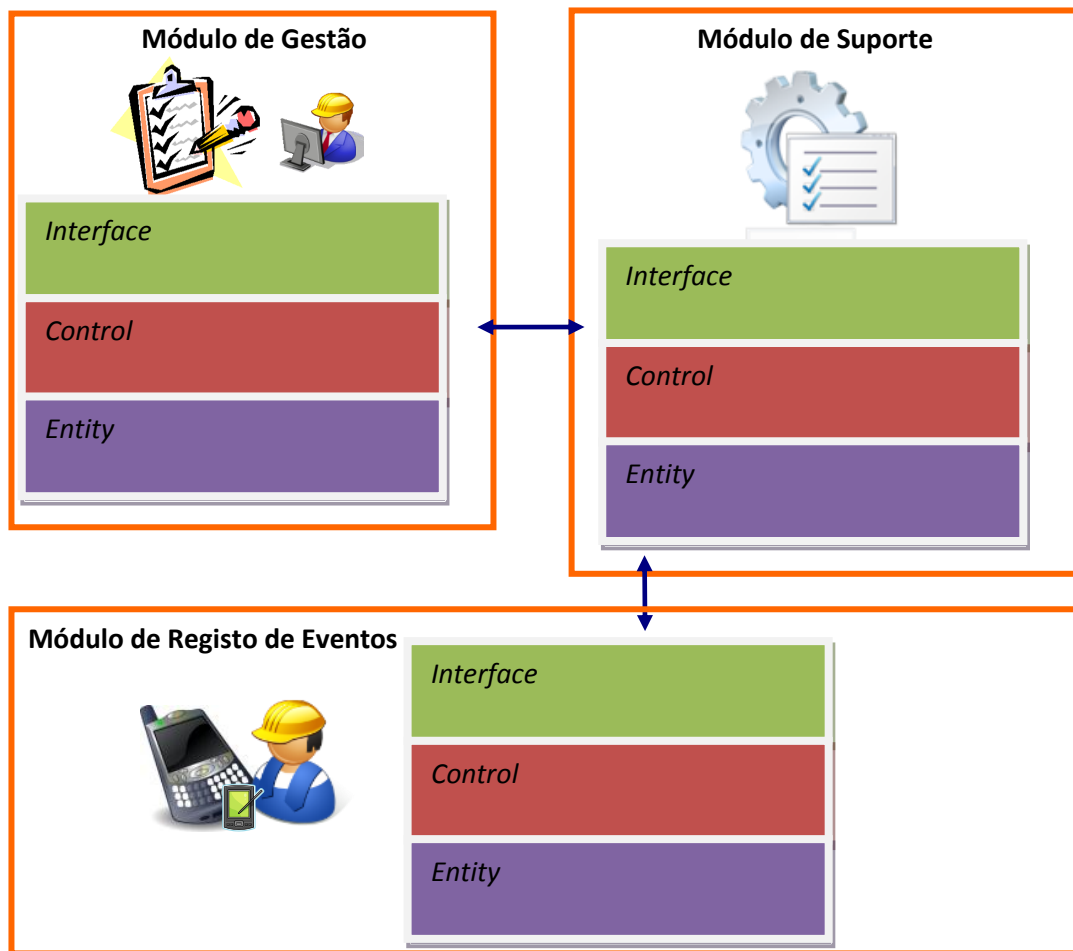 Módulo de Gestão
Interface
Control
Entity
Módulo de Suporte
Interface
Control
Entity
Módulo de Registo de Eventos
Interface
Control
Entity